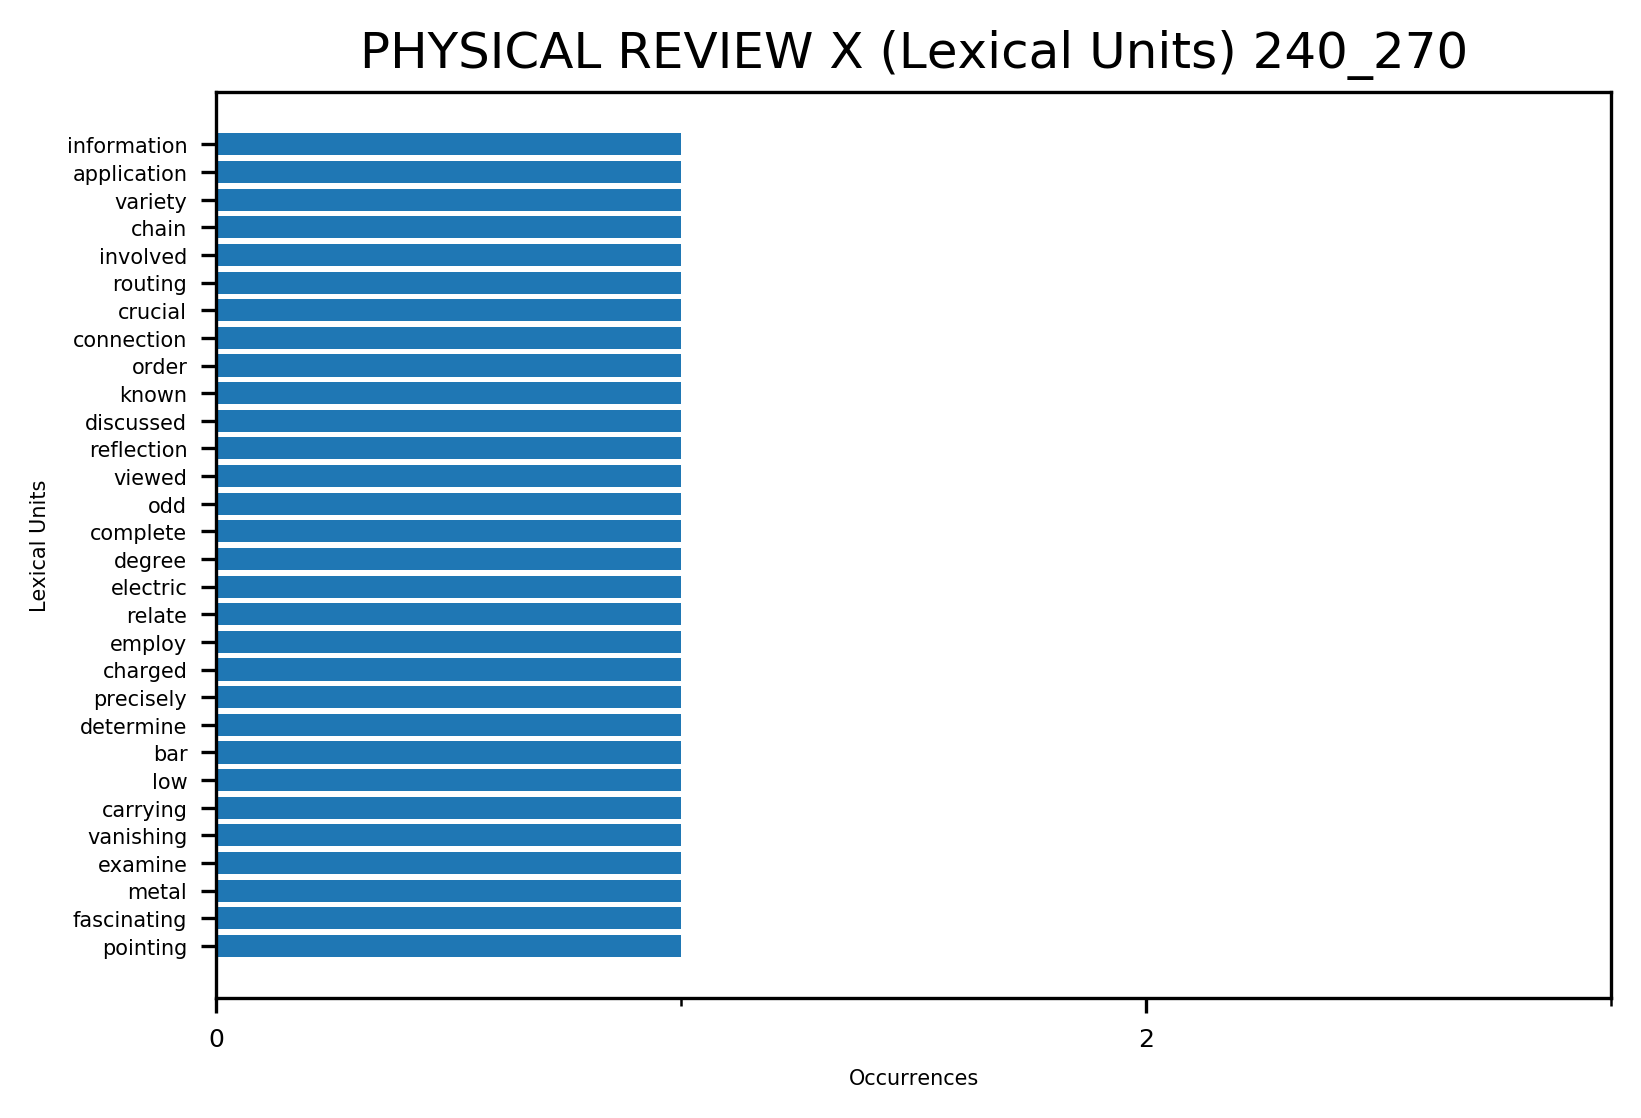 PHYSICAL REVIEW X (Lexical Units) 240_270
information
application
variety
chain
involved
routing
crucial
connection
order
known
discussed
reflection
viewed
odd
complete
degree
electric
relate
employ
charged
precisely
determine
bar
low
carrying
vanishing
examine
metal
fascinating
pointing
Lexical Units
0
2
Occurrences